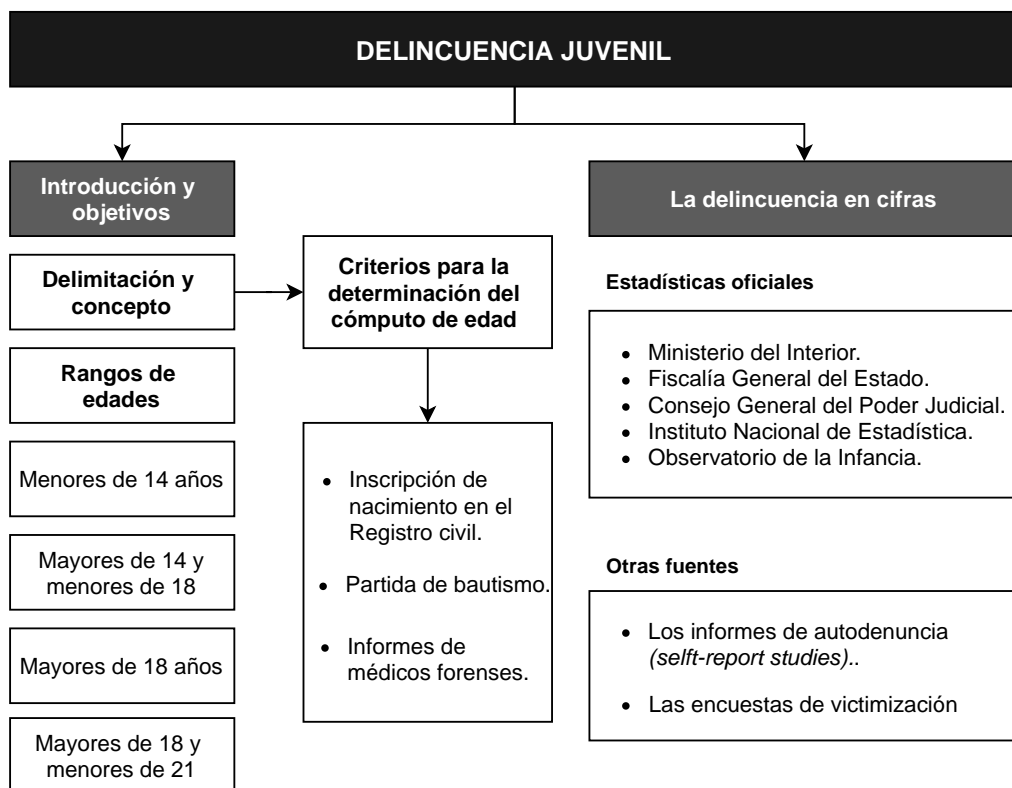 DELINCUENCIA JUVENIL
Introducción y
objetivos
Delimitación y
concepto
Rangos de
edades
Menores de 14 años
Mayores de 14 y
menores de 18
Mayores de 18 años
Mayores de 18 y
menores de 21
Criterios para la
determinación del
cómputo de edad
• Inscripción de
nacimiento en el
Registro civil.
• Partida de bautismo.
• Informes de
médicos forenses.
La delincuencia en cifras
Estadísticas oficiales
• Ministerio del Interior.
• Fiscalía General del Estado.
• Consejo General del Poder Judicial.
• Instituto Nacional de Estadística.
• Observatorio de la Infancia.
Otras fuentes
• Los informes de autodenuncia
(selft-report studies)..
• Las encuestas de victimización